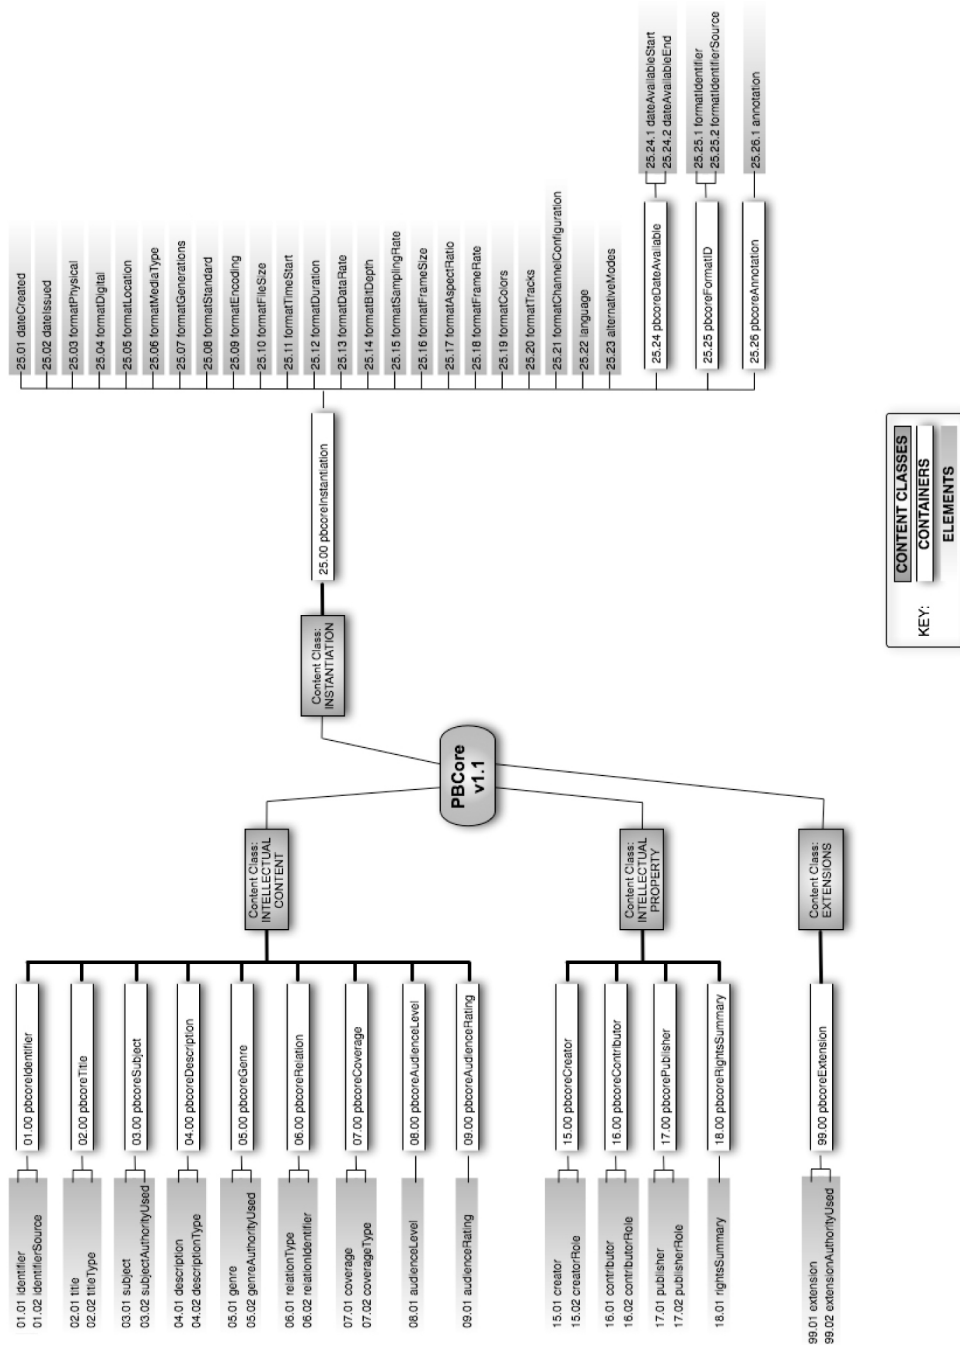 01.01 identifier
01.02 identifierSource
01.00 pbcoreIdentifier
02.01 title
02.02 titleType
02.00 pbcoreTitle
03.01 subject
03.02 subjectAuthorityUsed
03.00 pbcoreSubject
04.01 description
04.02 descriptionType
04.00 pbcoreDescription
05.01 genre
05.02 genreAuthorityUsed
05.00 pbcoreGenre
06.01 relationType
06.02 relationIdentifier
06.00 pbcoreRelation
07.01 coverage
07.02 coverageType
07.00 pbcoreCoverage
08.01 audienceLevel
08.00 pbcoreAudienceLevel
09.01 audienceRating
09.00 pbcoreAudienceRating
Content Class:
INTELLECTUAL
CONTENT
15.01 creator
15.02 creatorRole
15.00 pbcoreCreator
16.01 contributor
16.02 contributorRole
16.00 pbcoreContributor
17.01 publisher
17.02 publisherRole
17.00 pbcorePublisher
18.01 rightsSummary
18.00 pbcoreRightsSummary
Content Class:
INTELLECTUAL
PROPERTY
99.01 extension
99.02 extensionAuthorityUsed
99.00 pbcoreExtension
Content Class:
EXTENSIONS
PBCore
v1.1
Content Class:
INSTANTIATION
25.00 pbcoreInstantiation
25.01 dateCreated
25.02 dateIssued
25.03 formatPhysical
25.04 formatDigital
25.05 formatLocation
25.06 formatMediaType
25.07 formatGenerations
25.08 formatStandard
25.09 formatEncoding
25.10 formatFileSize
25.11 formatTimeStart
25.12 formatDuration
25.13 formatDataRate
25.14 formatBitDepth
25.15 formatSamplingRate
25.16 formatFrameSize
25.17 formatAspectRatio
25.18 formatFrameRate
25.19 formatColors
25.20 formatTracks
25.21 formatChannelConfiguration
25.22 language
25.23 alternativeModes
25.24 pbcoreDateAvailable
25.24.1 dateAvailableStart
25.24.2 dateAvailableEnd
25.25 pbcoreFormatID
25.25.1 formatIdentifier
25.25.2 formatIdentifierSource
25.26 pbcoreAnnotation
25.26.1 annotation
KEY:
CONTENT CLASSES
CONTAINERS
ELEMENTS